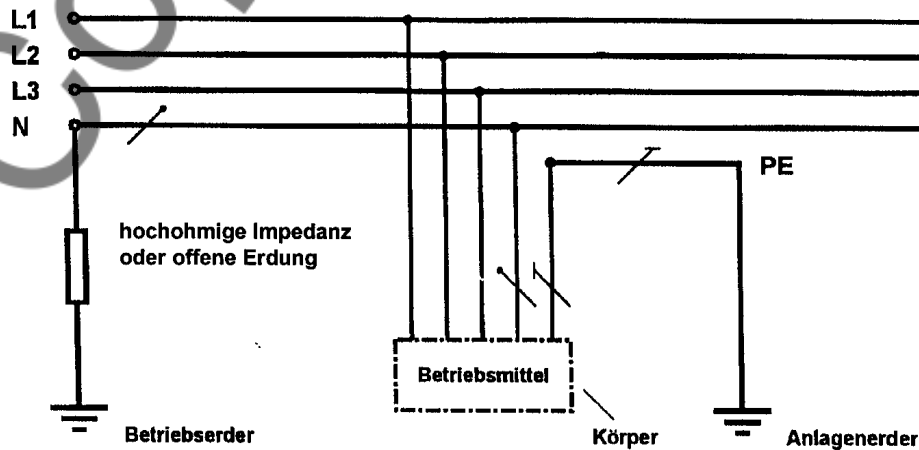 L1
L2
L3
N
PE
hochohmige Impedanz
oder offene Erdung
Betriebsmittel
Betriebserder
Körper
Anlagenerder